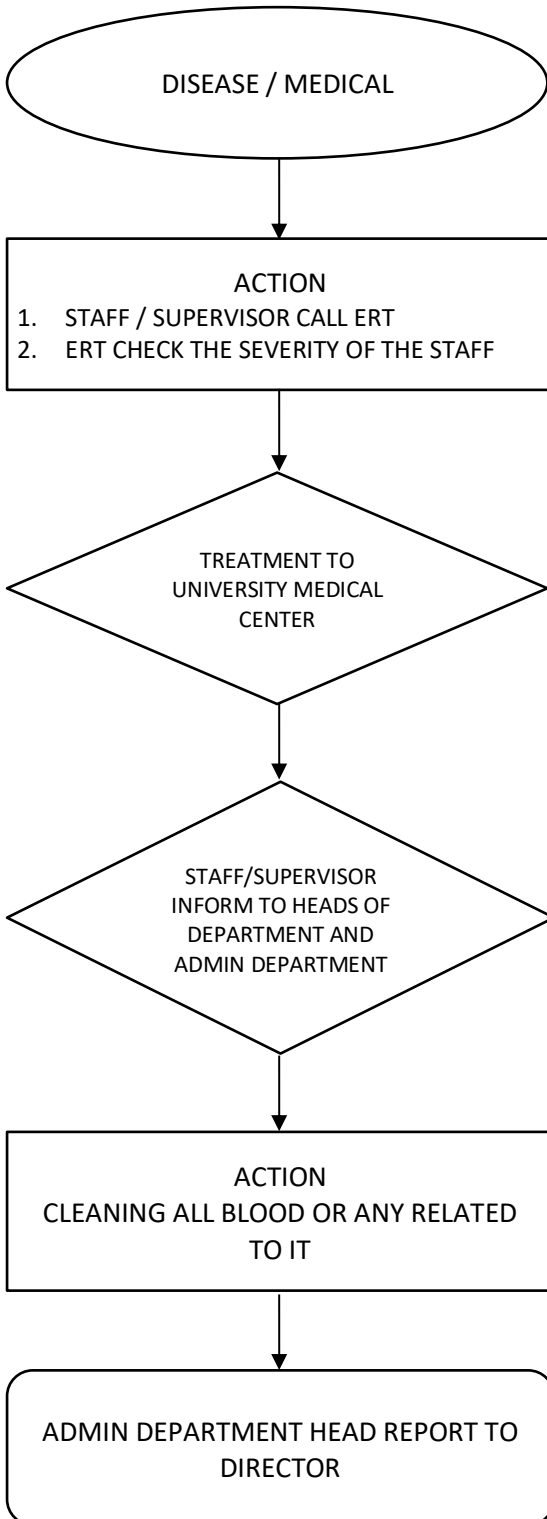 DISEASE / MEDICAL
ACTION
1. STAFF / SUPERVISOR CALL ERT
2. ERT CHECK THE SEVERITY OF THE STAFF
TREATMENT TO
UNIVERSITY MEDICAL
CENTER
STAFF/SUPERVISOR
INFORM TO HEADS OF
DEPARTMENT AND
ADMIN DEPARTMENT
ACTION
CLEANING ALL BLOOD OR ANY RELATED
TO IT
ADMIN DEPARTMENT HEAD REPORT TO
DIRECTOR